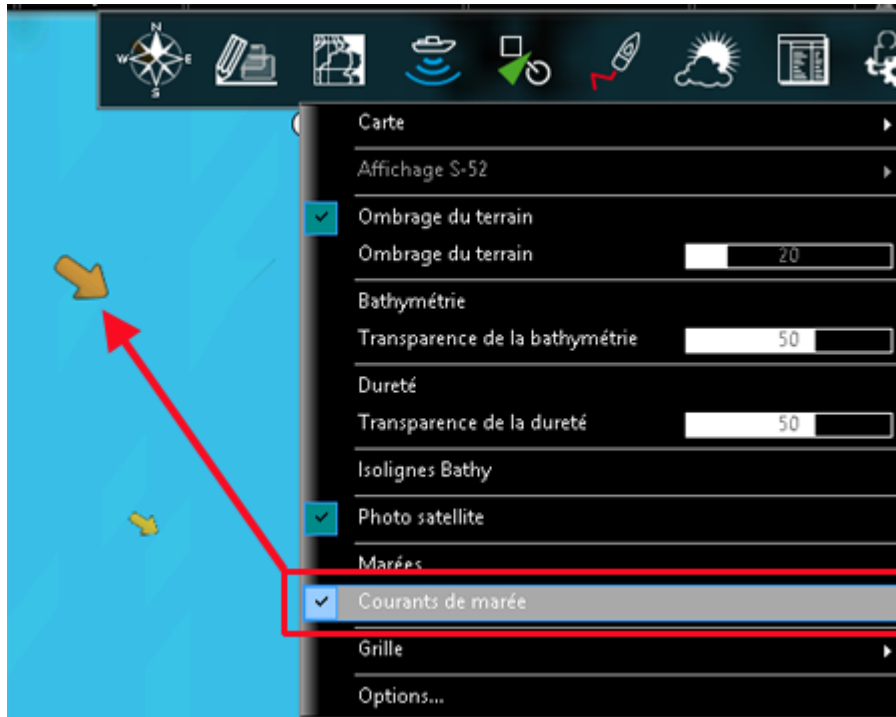 N
W E
S
Carte
Affichage S-52
Ombrage du terrain
Ombrage du terrain 20
Bathymétrie
Transparence de la bathymétrie 50
Dureté
Transparence de la dureté 50
Isolignes Bathy
Photo satellite
Marées
Courants de marée
Grille
Options...